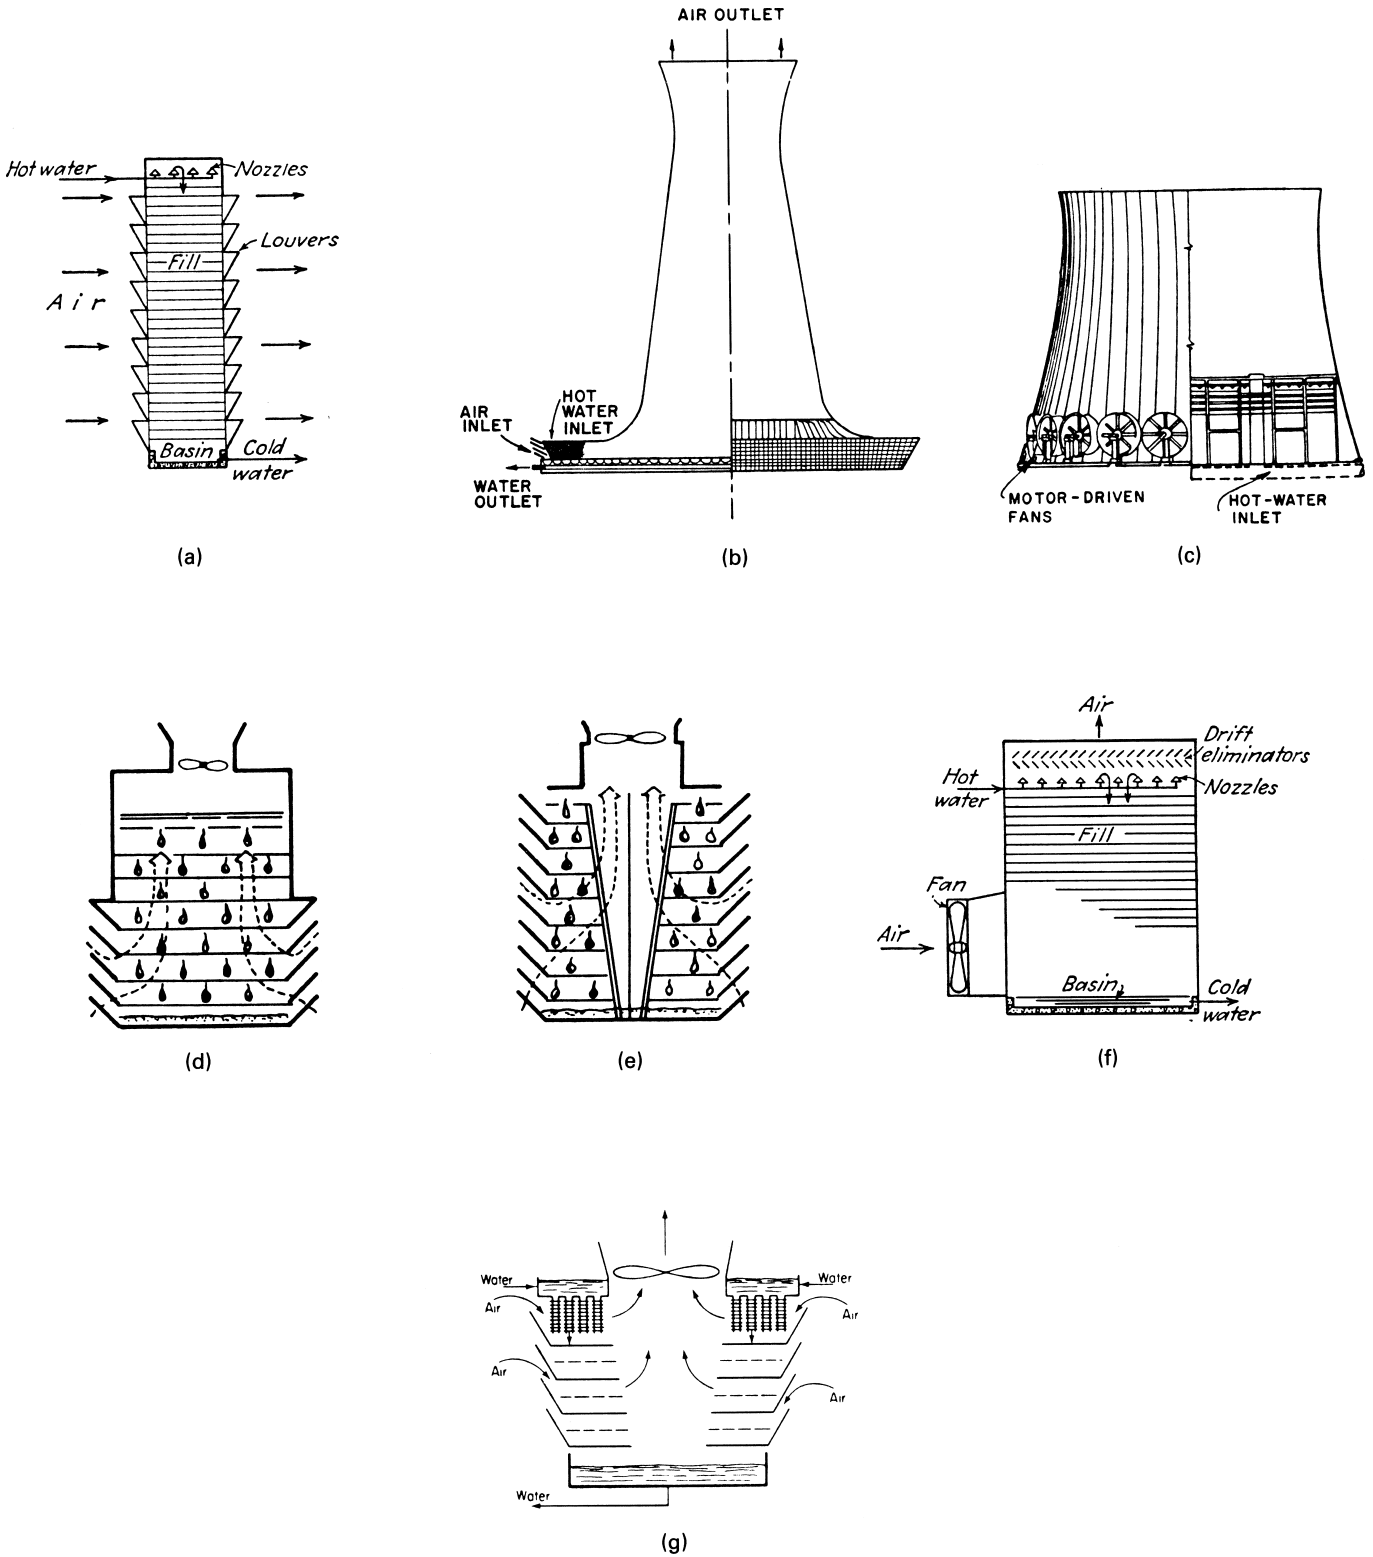 AIR OUTLET
Hot water
Nozzles
Louvers
Fill
Air
Basin
Cold
water
(a)
AIR
INLET
HOT
WATER
INLET
WATER
OUTLET
(b)
MOTOR-DRIVEN
FANS
HOT-WATER
INLET
(c)
(d)
(e)
Air
Drift
eliminators
Hot
water
Nozzles
Fill
Fan
Air
Basin
Cold
water
(f)
Water
Water
Air
Air
Air
Air
Water
(g)